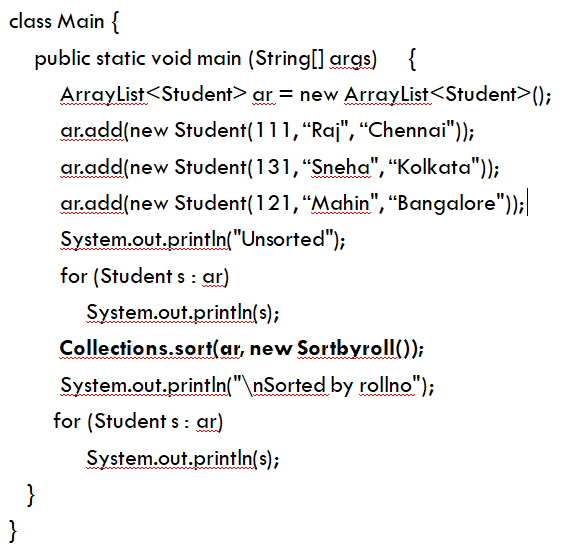 class Main {
public static void main (String[] args) {
ArrayList<Student> ar = new ArrayList<Student>();
ar.add(new Student(111, “Raj", “Chennai"));
ar.add(new Student(131, “Sneha", “Kolkata"));
ar.add(new Student(121, “Mahin", “Bangalore"));
System.out.println("Unsorted");
for (Student s : ar)
System.out.println(s);
Collections.sort(ar, new Sortbyroll());
System.out.println("\nSorted by rollno");
for (Student s : ar)
System.out.println(s);
}
}